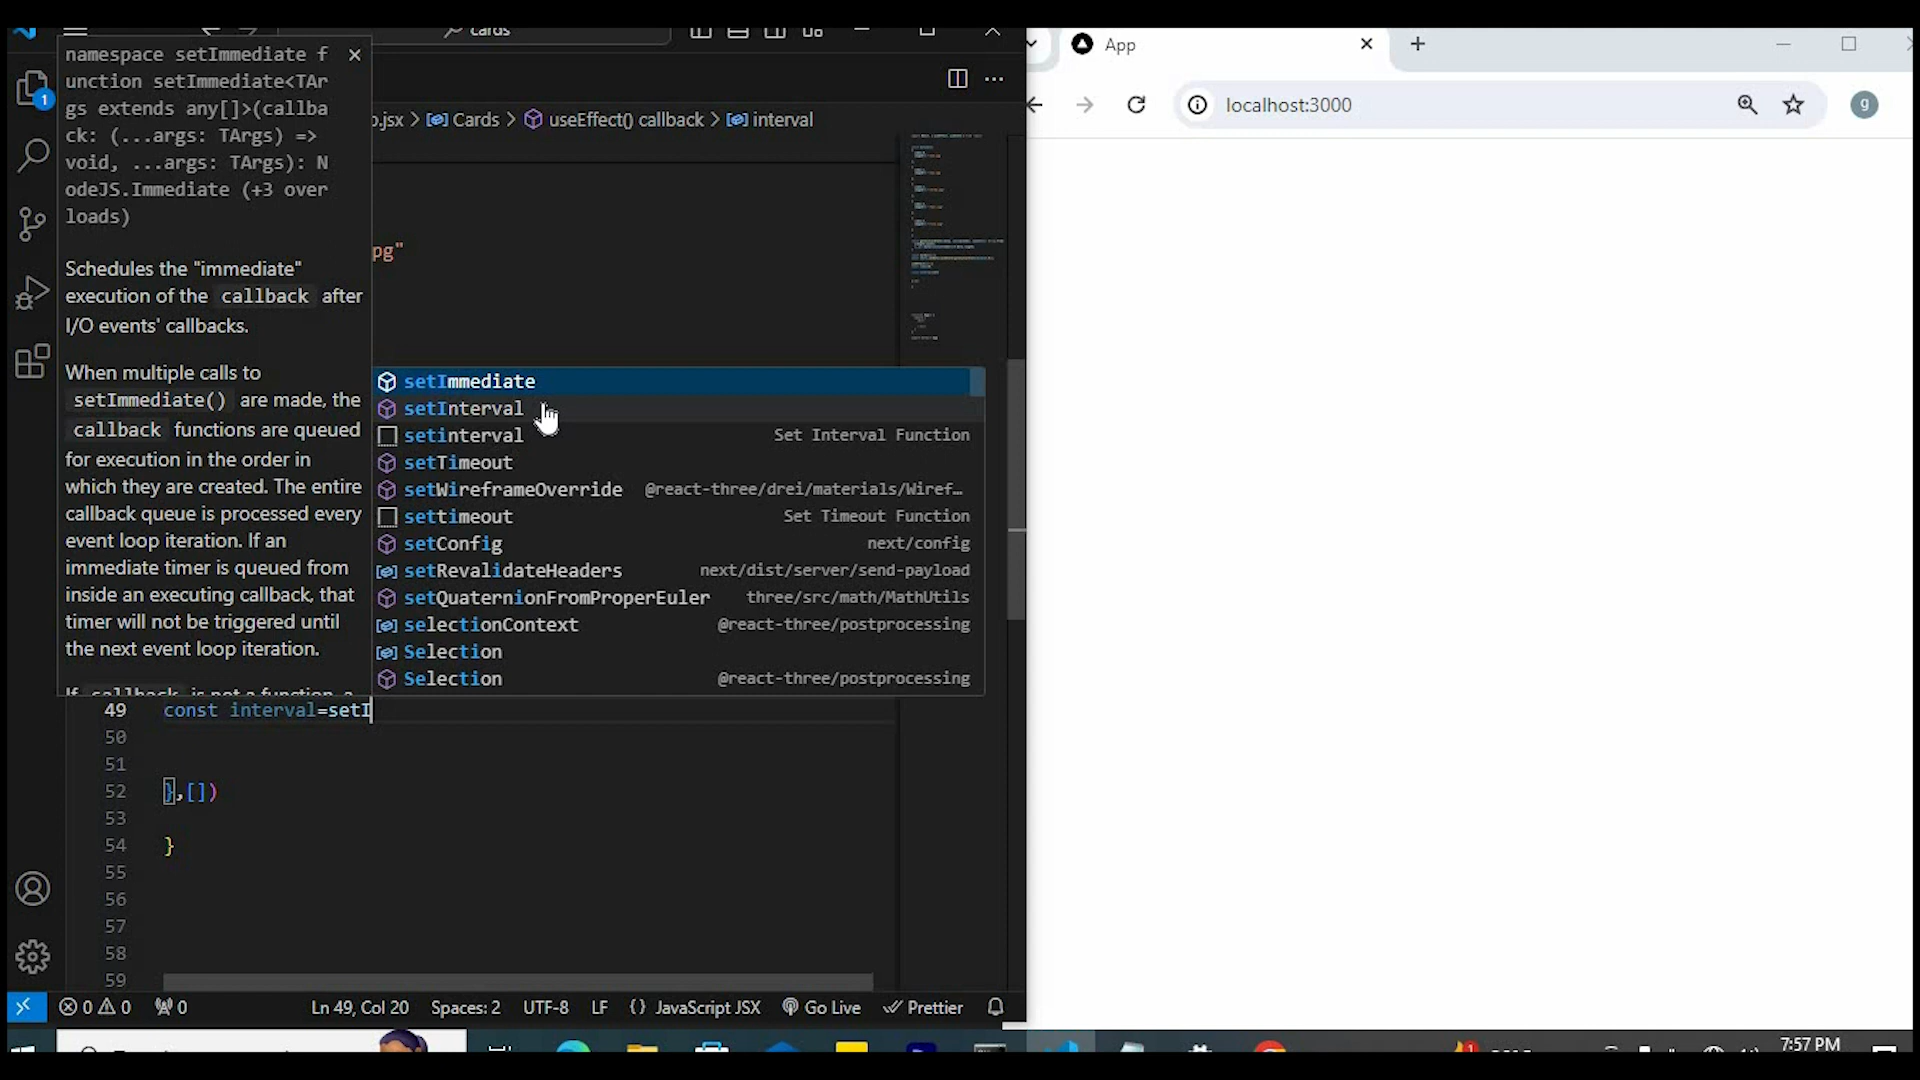 cards
namespace setImmediate f
unction setImmediate<TAr
gs extends any[]>(callba
ck: (...args: TArgs) =>
void, ...args: TArgs): N
odeJS.Immediate (+3 over
loads)
Schedules the "immediate"
execution of the callback after
I/O events' callbacks.
When multiple calls to
setImmediate() are made, the
callback functions are queued
for execution in the order in
which they are created. The entire
callback queue is processed every
event loop iteration. If an
immediate timer is queued from
inside an executing callback, that
timer will not be triggered until
the next event loop iteration.
If callback is not a function, a
1
p.jsx > Cards > useEffect() callback > interval
pg"
setImmediate
setInterval
setinterval Set Interval Function
setTimeout
setWireframeOverride @react-three/drei/materials/Wiref…
settimeout Set Timeout Function
setConfig next/config
setRevalidateHeaders next/dist/server/send-payload
setQuaternionFromProperEuler three/src/math/MathUtils
selectionContext @react-three/postprocessing
Selection
Selection @react-three/postprocessing
49 const interval=setI
50
51
52 },[])
53
54 }
55
56
57
58
59
0 0 0 Ln 49, Col 20 Spaces: 2 UTF-8 LF {} JavaScript JSX Go Live Prettier
App
localhost:3000
g
7:57 PM